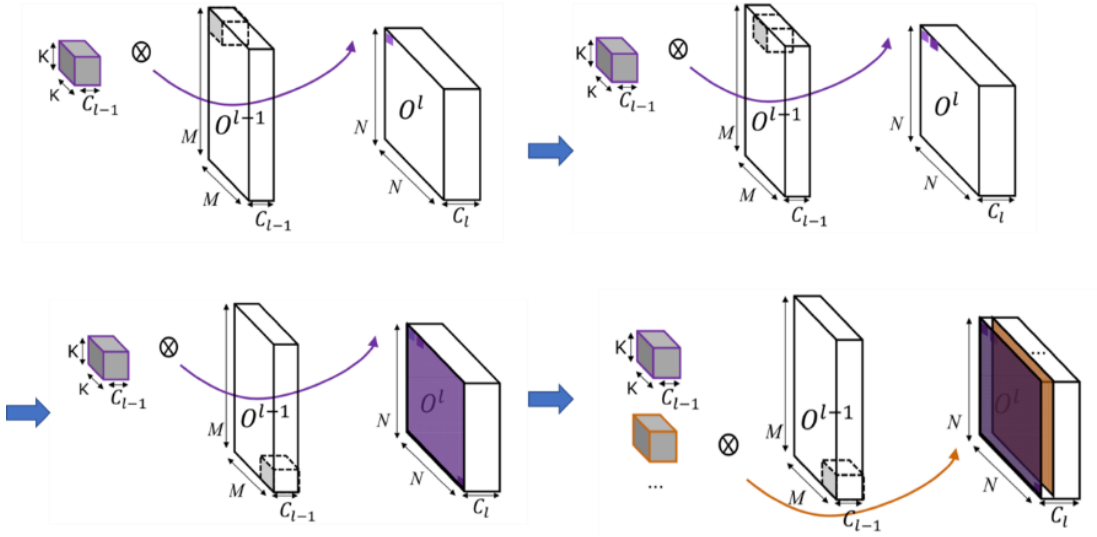 K
K
C_{l-1}
⊗
M
O^{l-1}
M
C_{l-1}
N
O^l
N
C_l
K
K
C_{l-1}
⊗
M
O^{l-1}
M
C_{l-1}
N
O^l
N
C_l
K
K
C_{l-1}
⊗
M
O^{l-1}
M
C_{l-1}
N
O^l
N
C_l
K
K
C_{l-1}
...
⊗
M
O^{l-1}
M
C_{l-1}
...
N
O^l
N
C_l